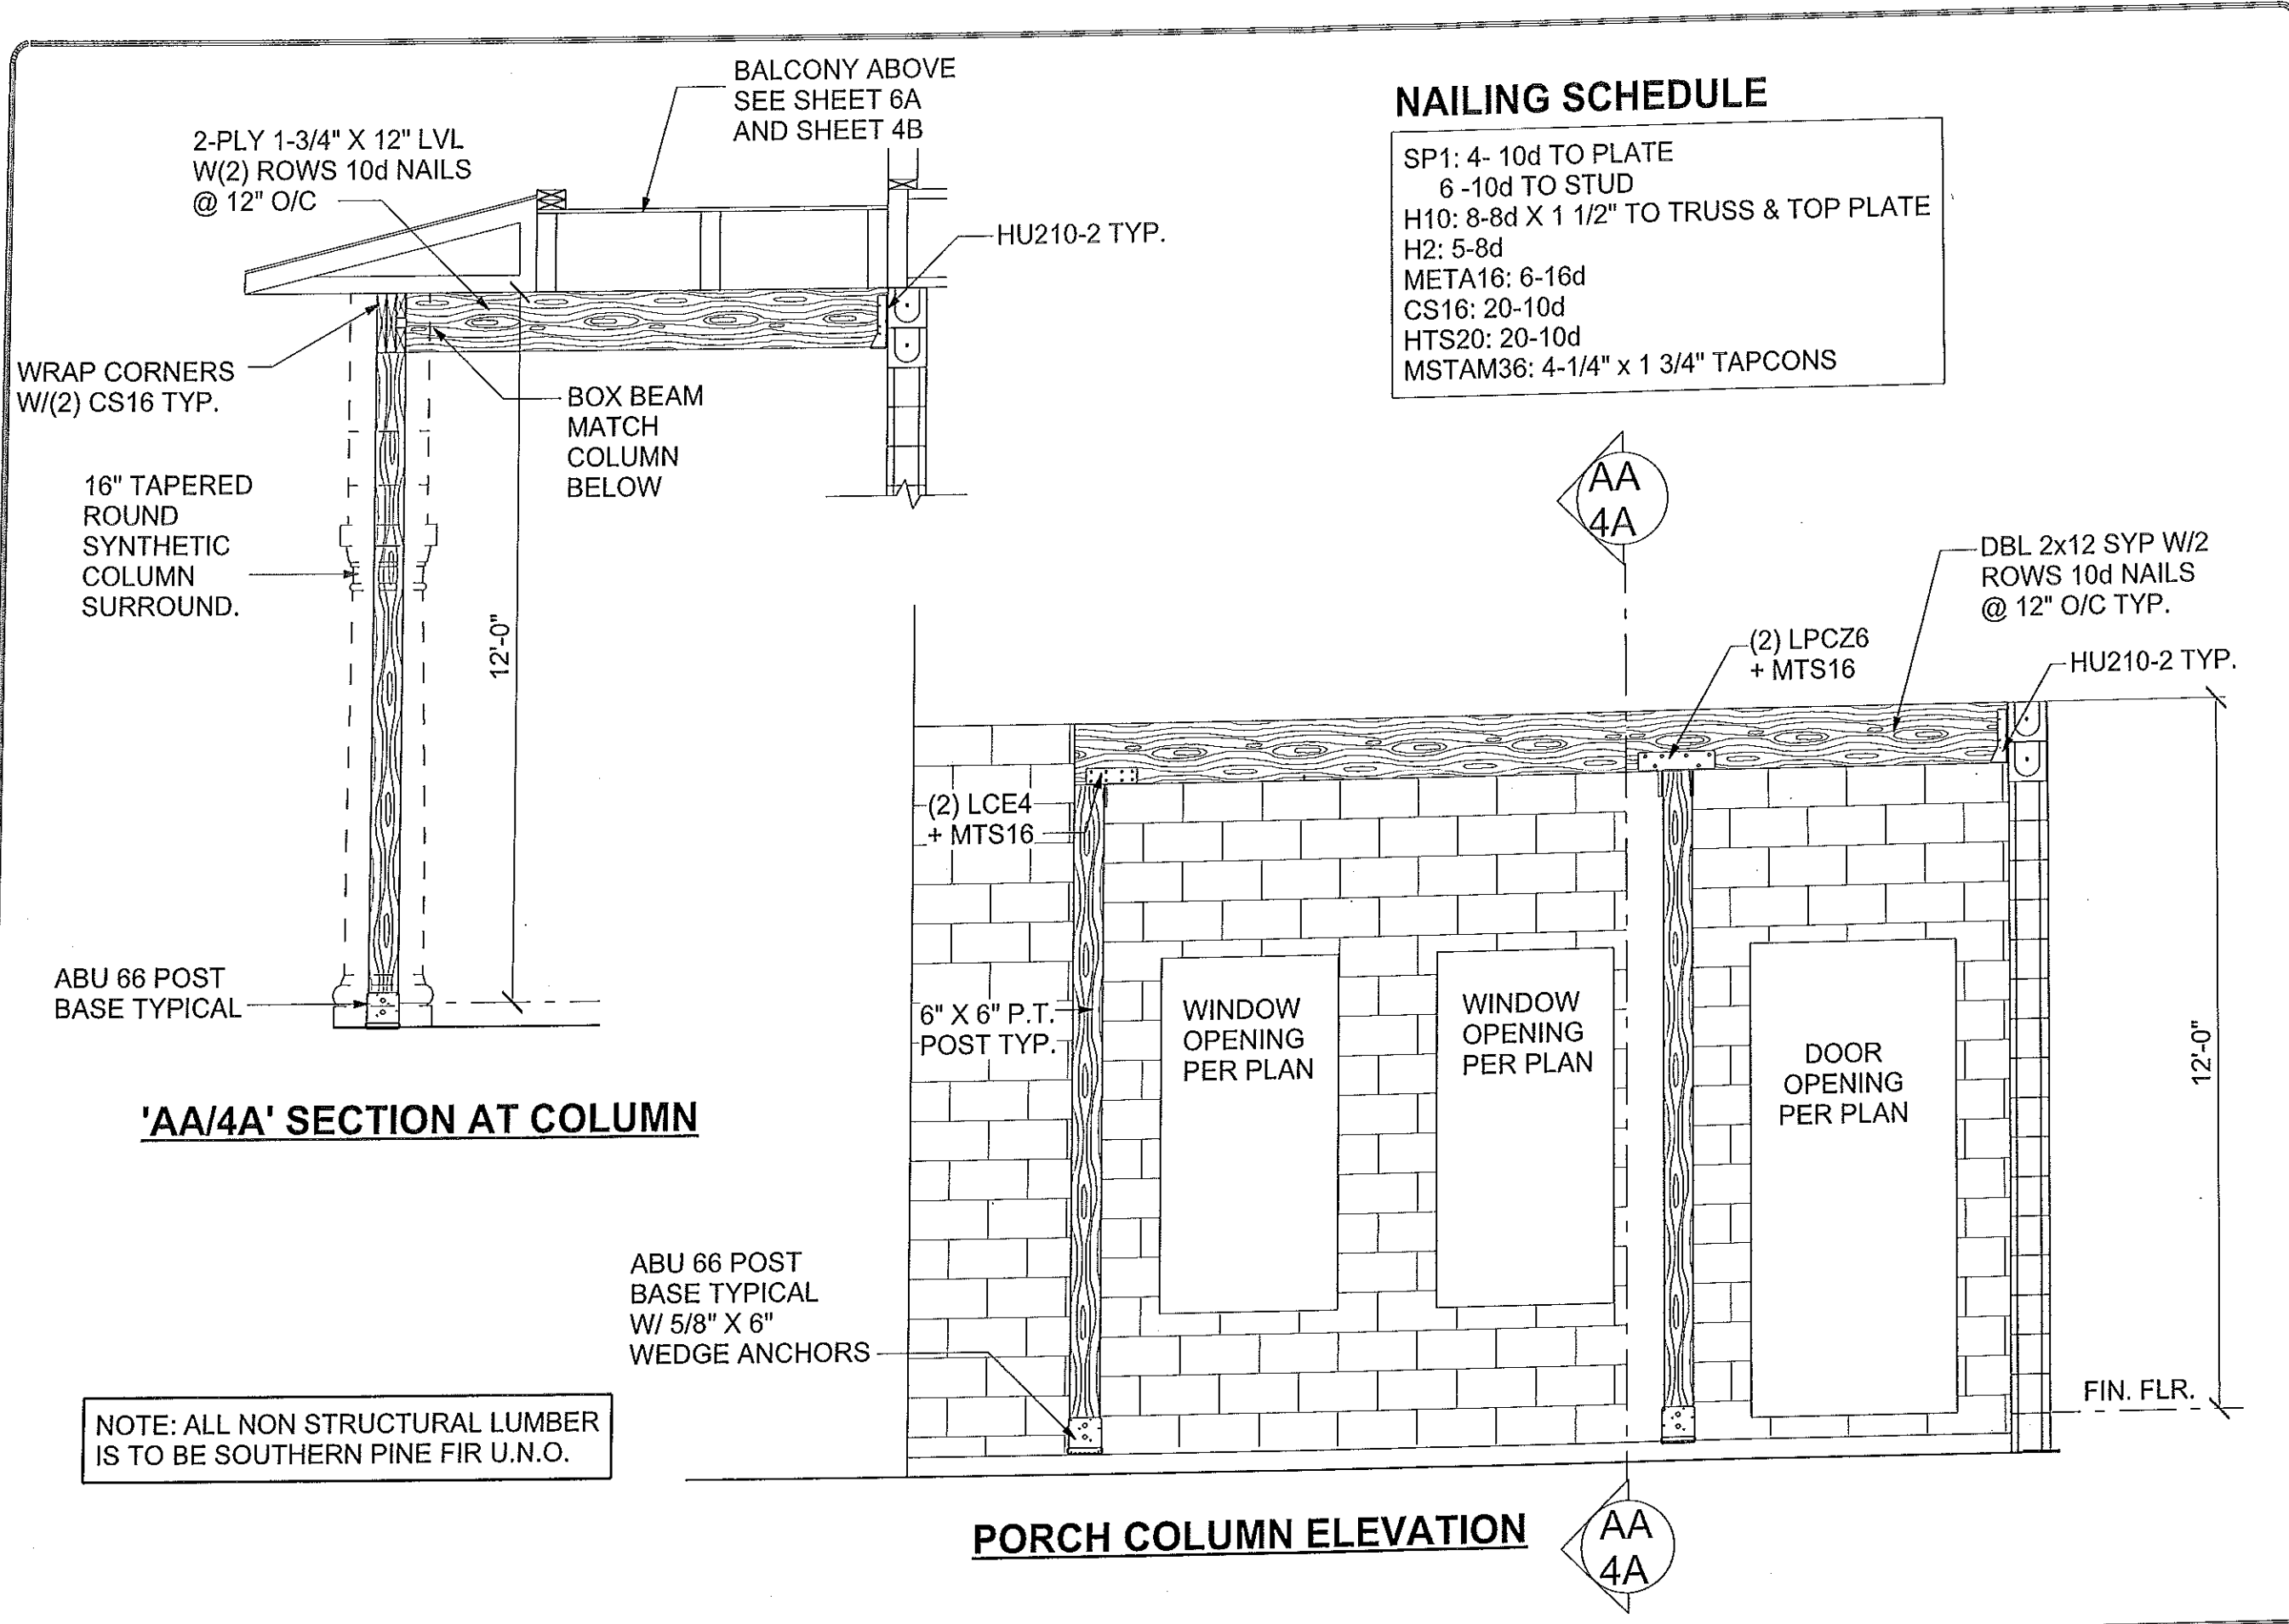 BALCONY ABOVE
SEE SHEET 6A
AND SHEET 4B
2-PLY 1-3/4" X 12" LVL
W(2) ROWS 10d NAILS
@ 12" O/C
HU210-2 TYP.
WRAP CORNERS
W/(2) CS16 TYP.
BOX BEAM
MATCH
COLUMN
BELOW
16" TAPERED
ROUND
SYNTHETIC
COLUMN
SURROUND.
12'-0"
ABU 66 POST
BASE TYPICAL
'AA/4A' SECTION AT COLUMN
NOTE: ALL NON STRUCTURAL LUMBER
IS TO BE SOUTHERN PINE FIR U.N.O.
NAILING SCHEDULE
SP1: 4- 10d TO PLATE
6 -10d TO STUD
H10: 8-8d X 1 1/2" TO TRUSS & TOP PLATE
H2: 5-8d
META16: 6-16d
CS16: 20-10d
HTS20: 20-10d
MSTAM36: 4-1/4" x 1 3/4" TAPCONS
AA
4A
DBL 2x12 SYP W/2
ROWS 10d NAILS
@ 12" O/C TYP.
(2) LPCZ6
+ MTS16
HU210-2 TYP.
(2) LCE4
+ MTS16
6" X 6" P.T.
POST TYP.
WINDOW
OPENING
PER PLAN
WINDOW
OPENING
PER PLAN
DOOR
OPENING
PER PLAN
12'-0"
ABU 66 POST
BASE TYPICAL
W/ 5/8" X 6"
WEDGE ANCHORS
FIN. FLR.
PORCH COLUMN ELEVATION
AA
4A